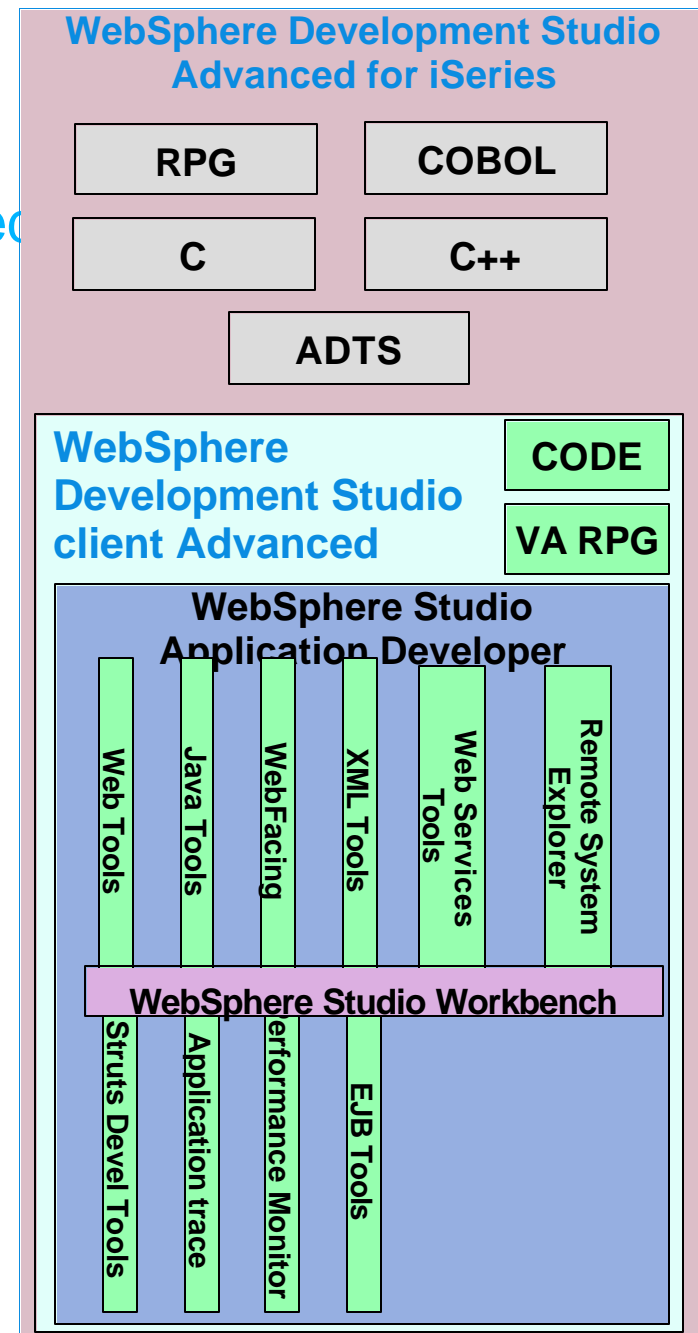 WebSphere Development Studio
Advanced for iSeries
RPG
COBOL
C
C++
ADTS
WebSphere
Development Studio
client Advanced
CODE
VA RPG
WebSphere Studio
Application Developer
Web Tools
Java Tools
WebFacing
XML Tools
Web Services
Tools
Remote System
Explorer
WebSphere Studio Workbench
Struts Devel Tools
Application trace
Performance Monitor
EJB Tools